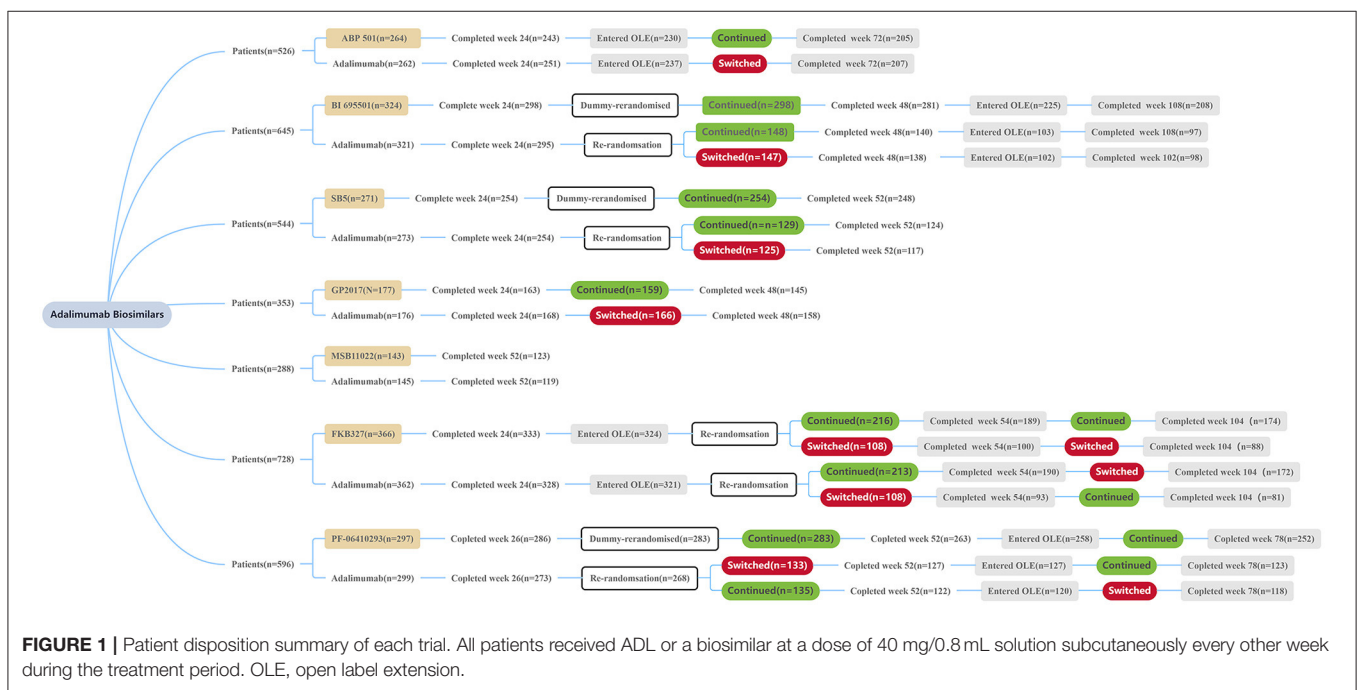 Adalimumab Biosimilars
Patients(n=526)
ABP 501(n=264) Completed week 24(n=243) Entered OLE(n=230) Continued Completed week 72(n=205)
Adalimumab(n=262) Completed week 24(n=251) Entered OLE(n=237) Switched Completed week 72(n=207)
Patients(n=645)
BI 695501(n=324) Complete week 24(n=298) Dummy-rerandomised Continued(n=298) Completed week 48(n=281) Entered OLE(n=225) Completed week 108(n=208)
Adalimumab(n=321) Complete week 24(n=295) Re-randomsation
Continued(n=148) Completed week 48(n=140) Entered OLE(n=103) Completed week 108(n=97)
Switched(n=147) Completed week 48(n=138) Entered OLE(n=102) Completed week 102(n=98)
Patients(n=544)
SB5(n=271) Complete week 24(n=254) Dummy-rerandomised Continued(n=254) Completed week 52(n=248)
Adalimumab(n=273) Complete week 24(n=254) Re-randomsation
Continued(n=n=129) Completed week 52(n=124)
Switched(n=125) Completed week 52(n=117)
Patients(n=353)
GP2017(N=177) Completed week 24(n=163) Continued(n=159) Completed week 48(n=145)
Adalimumab(n=176) Completed week 24(n=168) Switched(n=166) Completed week 48(n=158)
Patients(n=288)
MSB11022(n=143) Completed week 52(n=123)
Adalimumab(n=145) Completed week 52(n=119)
Patients(n=728)
FKB327(n=366) Completed week 24(n=333) Entered OLE(n=324) Re-randomsation
Continued(n=216) Completed week 54(n=189) Continued Completed week 104 (n=174)
Switched(n=108) Completed week 54(n=100) Switched Completed week 104 (n=88)
Adalimumab(n=362) Completed week 24(n=328) Entered OLE(n=321) Re-randomsation
Continued(n=213) Completed week 54(n=190) Switched Completed week 104 (n=172)
Switched(n=108) Completed week 54(n=93) Continued Completed week 104 (n=81)
Patients(n=596)
PF-06410293(n=297) Copleted week 26(n=286) Dummy-rerandomised(n=283) Continued(n=283) Copleted week 52(n=263) Entered OLE(n=258) Continued Copleted week 78(n=252)
Adalimumab(n=299) Copleted week 26(n=273) Re-randomsation(n=268)
Switched(n=133) Copleted week 52(n=127) Entered OLE(n=127) Continued Copleted week 78(n=123)
Continued(n=135) Copleted week 52(n=122) Entered OLE(n=120) Switched Copleted week 78(n=118)
FIGURE 1 | Patient disposition summary of each trial. All patients received ADL or a biosimilar at a dose of 40 mg/0.8 mL solution subcutaneously every other week
during the treatment period. OLE, open label extension.